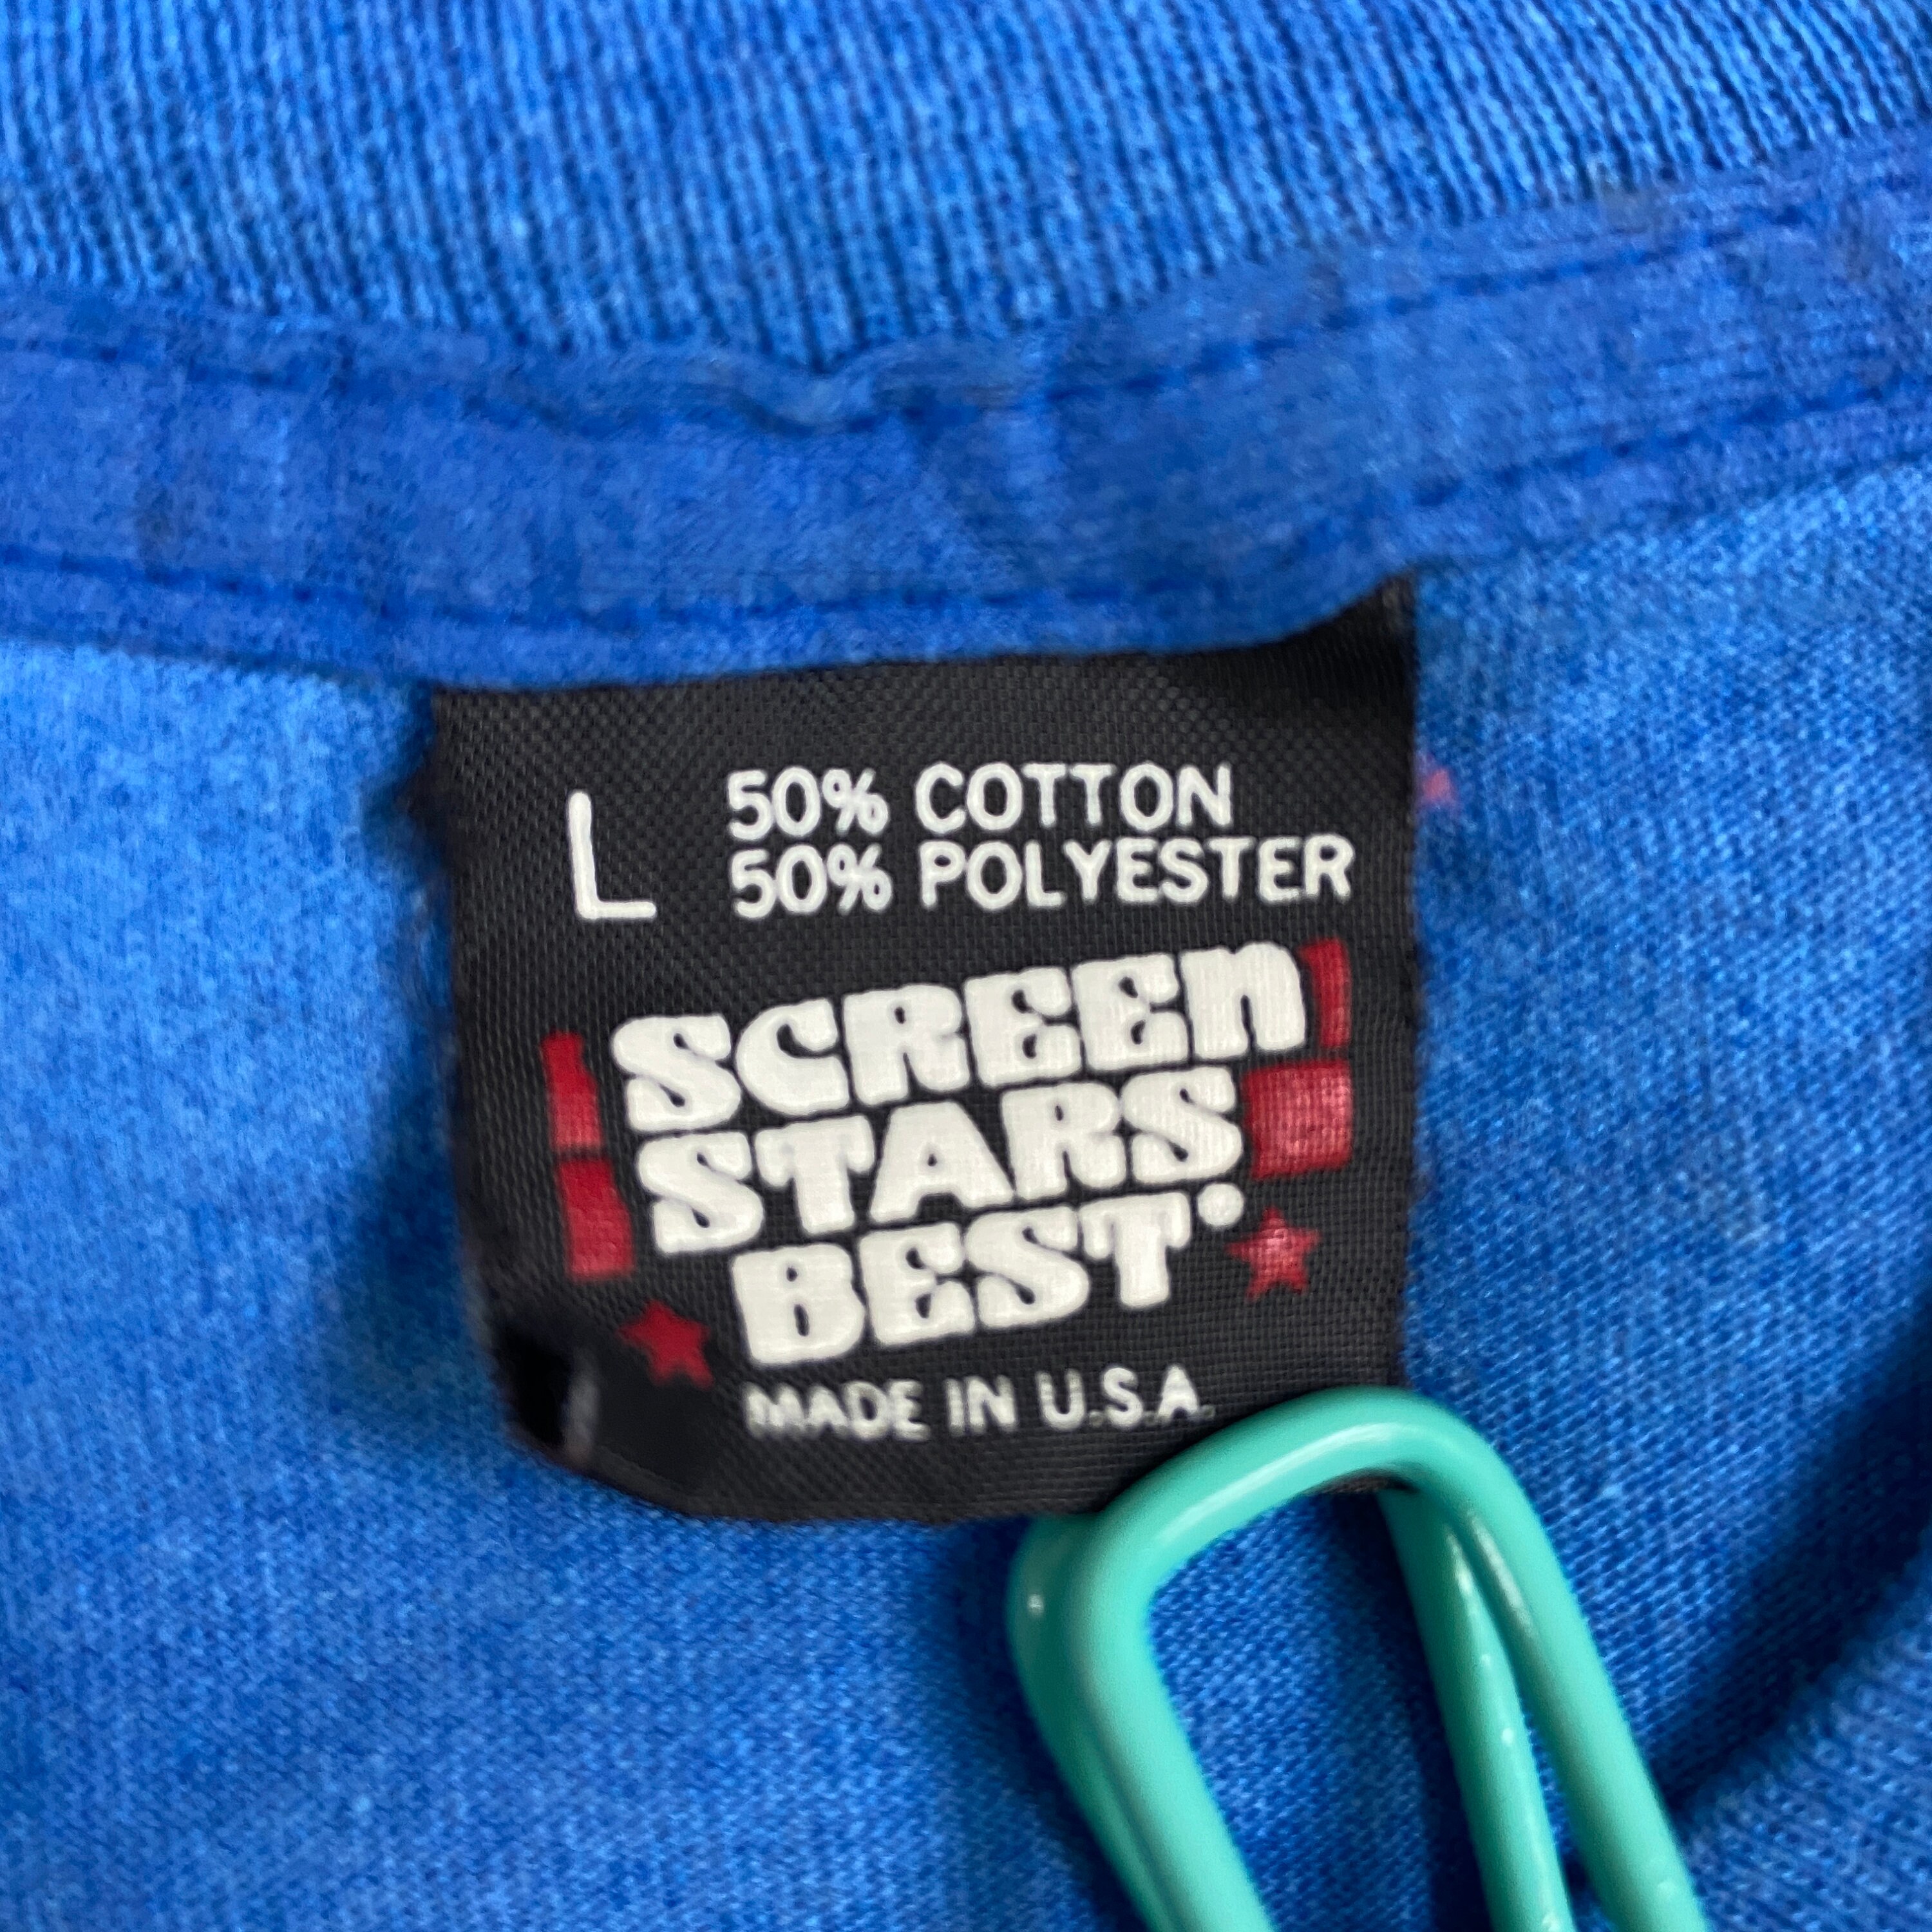 L 50% COTTON
50% POLYESTER
SCREEn
STARS
BEST
MADE IN U.S.A.